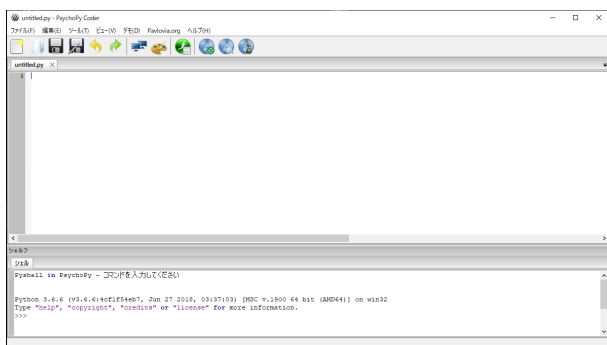 untitled.py - PsychoPy Coder
ファイル(F) 編集(E) ツール(T) ビュー(V) デモ(D) Pavlovia.org ヘルプ(H)
untitled.py
1
シェルフ
シェル
Pyshell in PsychoPy - コマンドを入力してください
Python 3.6.6 (v3.6.6:4cf1f54eb7, Jun 27 2018, 03:37:03) [MSC v.1900 64 bit (AMD64)] on win32
Type "help", "copyright", "credits" or "license" for more information.
>>>